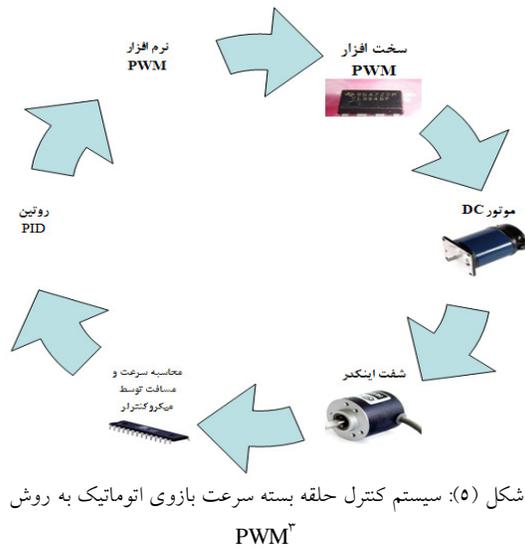 نرم افزار
PWM
سخت افزار
PWM
موتور DC
شفت اینکدر
محاسبه سرعت و
مسافت توسط
میکروکنترلر
روتین
PID
شکل (۵): سیستم کنترل حلقه بسته سرعت بازوی اتوماتیک به روش
PWM۳